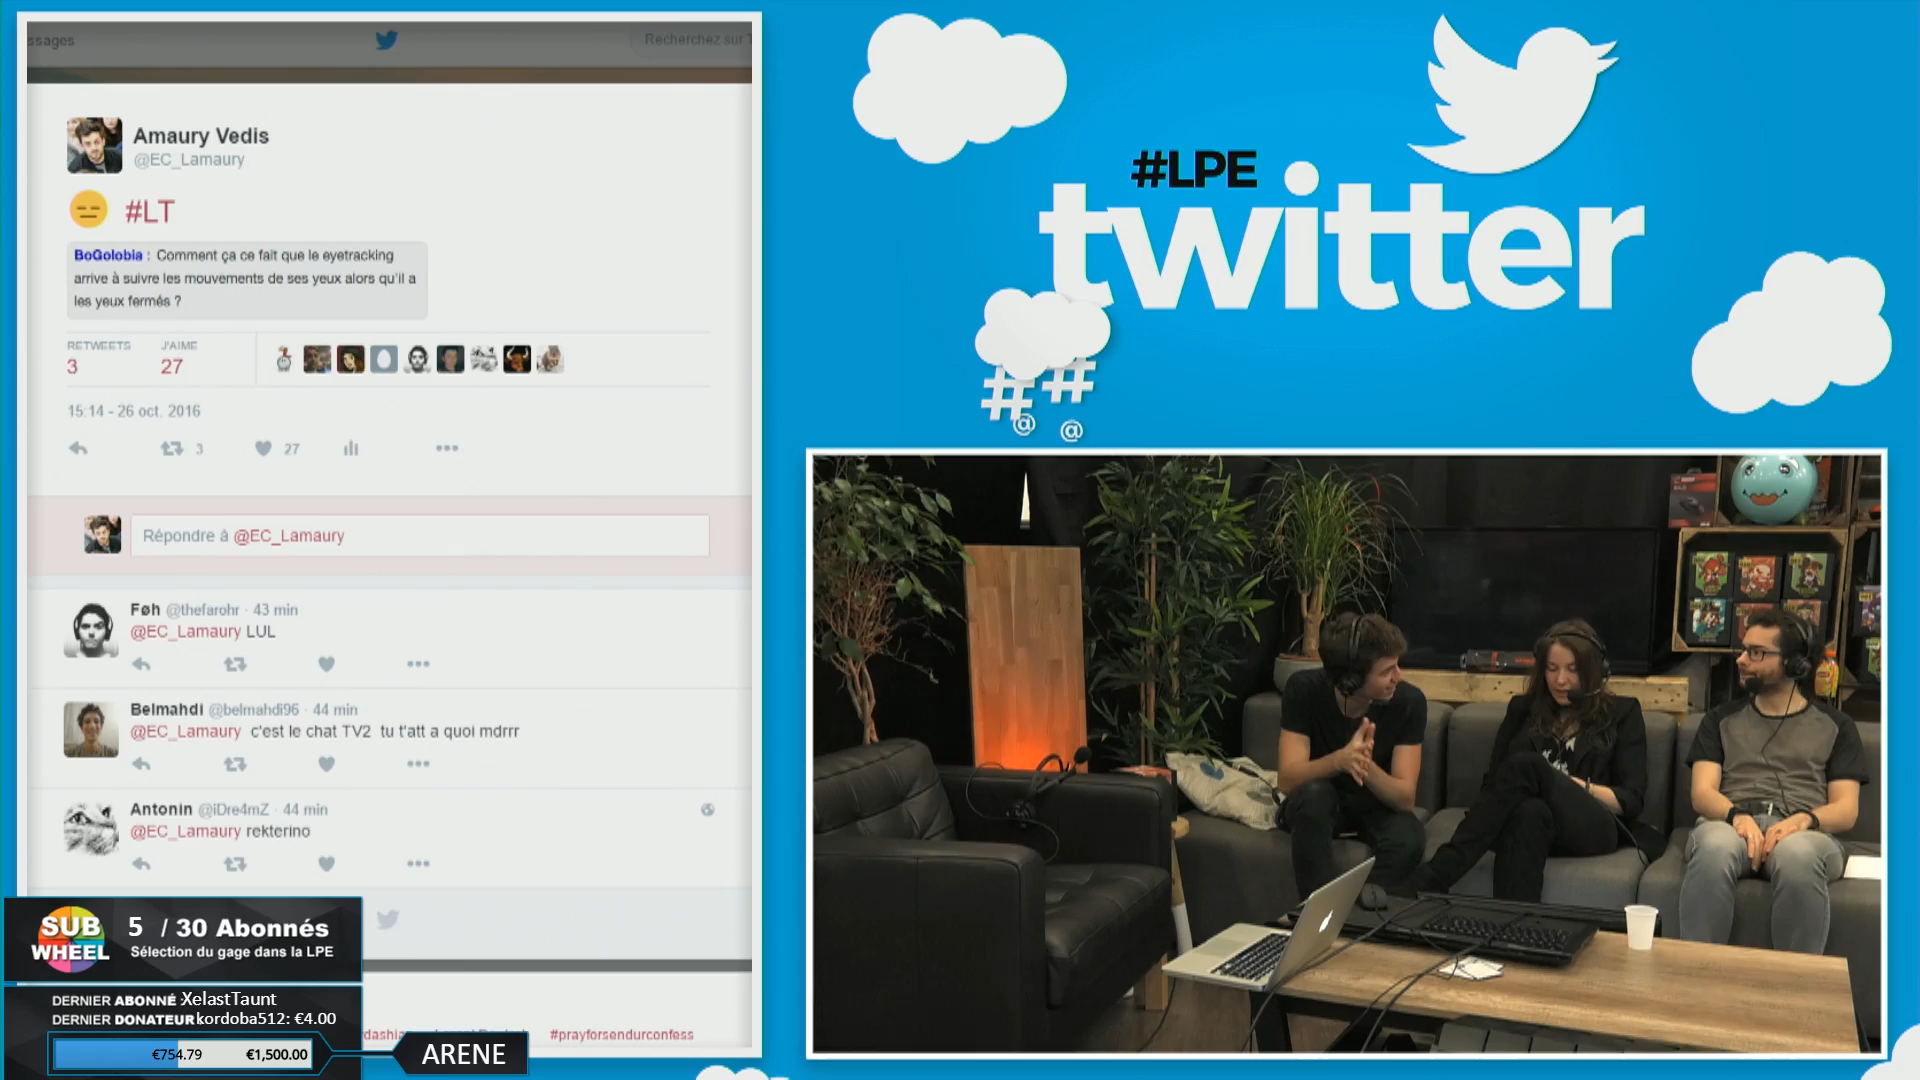 ssages
Recherchez sur T
Amaury Vedis
@EC_Lamaury
#LT
BoGolobia : Comment ça ce fait que le eyetracking
arrive à suivre les mouvements de ses yeux alors qu'il a
les yeux fermés ?
RETWEETS
J'AIME
3
27
15:14 - 26 oct. 2016
3
27
Répondre à @EC_Lamaury
Føh @thefarohr · 43 min
@EC_Lamaury LUL
Belmahdi @belmahdi96 · 44 min
@EC_Lamaury c'est le chat TV2 tu t'att a quoi mdrrr
Antonin @iDre4mZ · 44 min
@EC_Lamaury rekterino
#prayforsendurconfess
SUB
WHEEL
5 / 30 Abonnés
Sélection du gage dans la LPE
DERNIER ABONNÉ XelastTaunt
DERNIER DONATEUR kordoba512: €4.00
€754.79
€1,500.00
ARENE
#LPE
twitter
# #
@ @